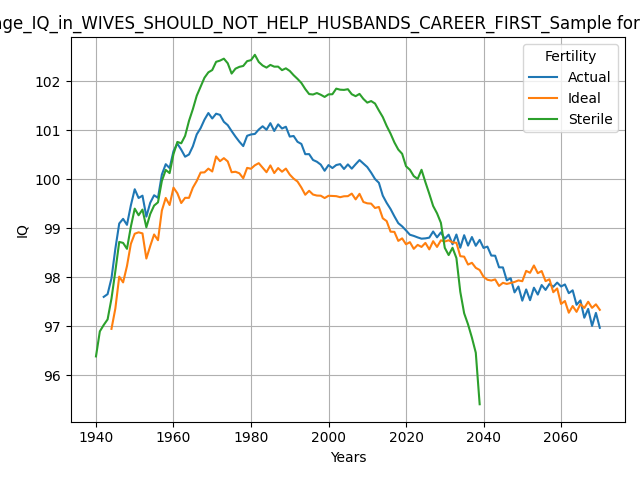 age_IQ_in_WIVES_SHOULD_NOT_HELP_HUSBANDS_CAREER_FIRST_Sample for
Fertility
Actual
Ideal
Sterile
102
101
100
99
98
97
96
IQ
1940 1960 1980 2000 2020 2040 2060
Years